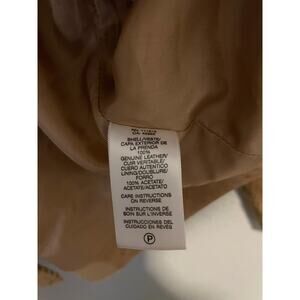 SHELL/VESTE/
CAPA EXTERIOR DE
LA PRENDA
100%
GENUINE LEATHER/
CUIR VERITABLE/
CUERO AUTENTICO
LINING/DOUBLURE/
FORRO
100% ACETATE/
ACETATE/ACETATO
CARE INSTRUCTIONS
ON REVERSE
INSTRUCTIONS DE
SOIN SUR L'INVERSE
INSTRUCCIONES DEL
CUIDADO EN REVES
P